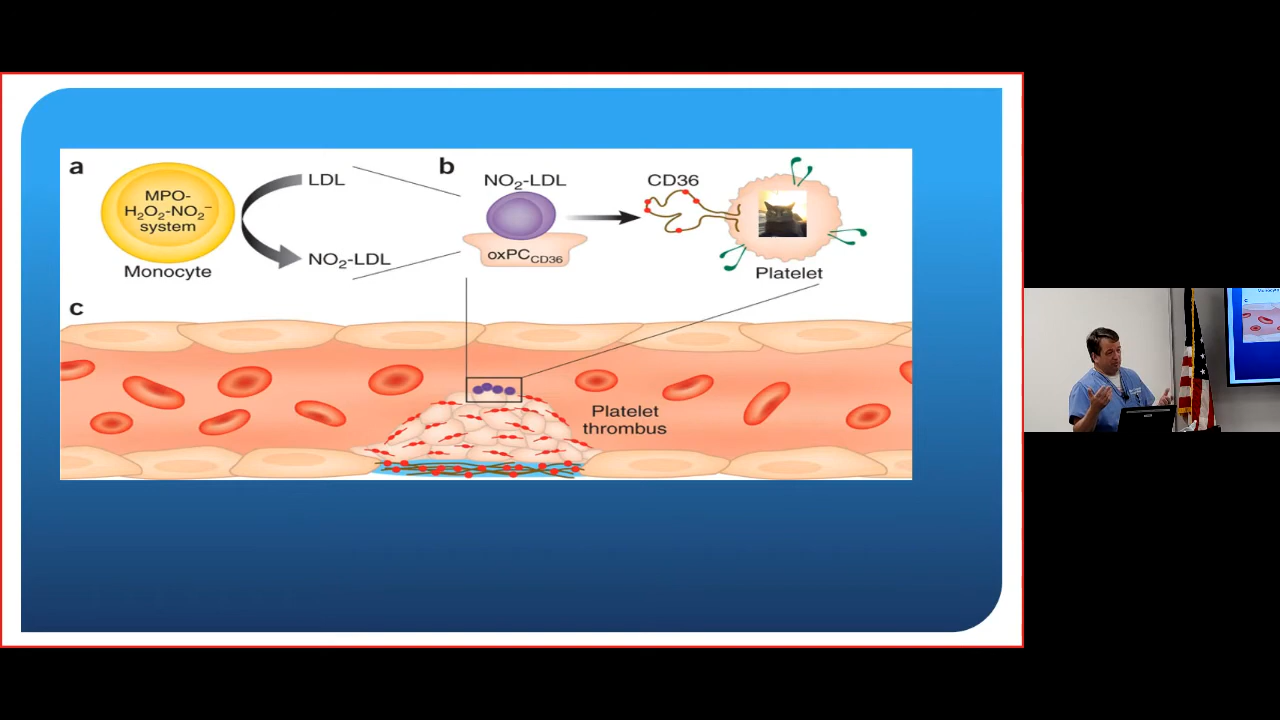 a
MPO-
H₂O₂-NO₂⁻
system
Monocyte
LDL
NO₂-LDL
b
NO₂-LDL
oxPC_CD36
CD36
Platelet
c
Platelet
thrombus